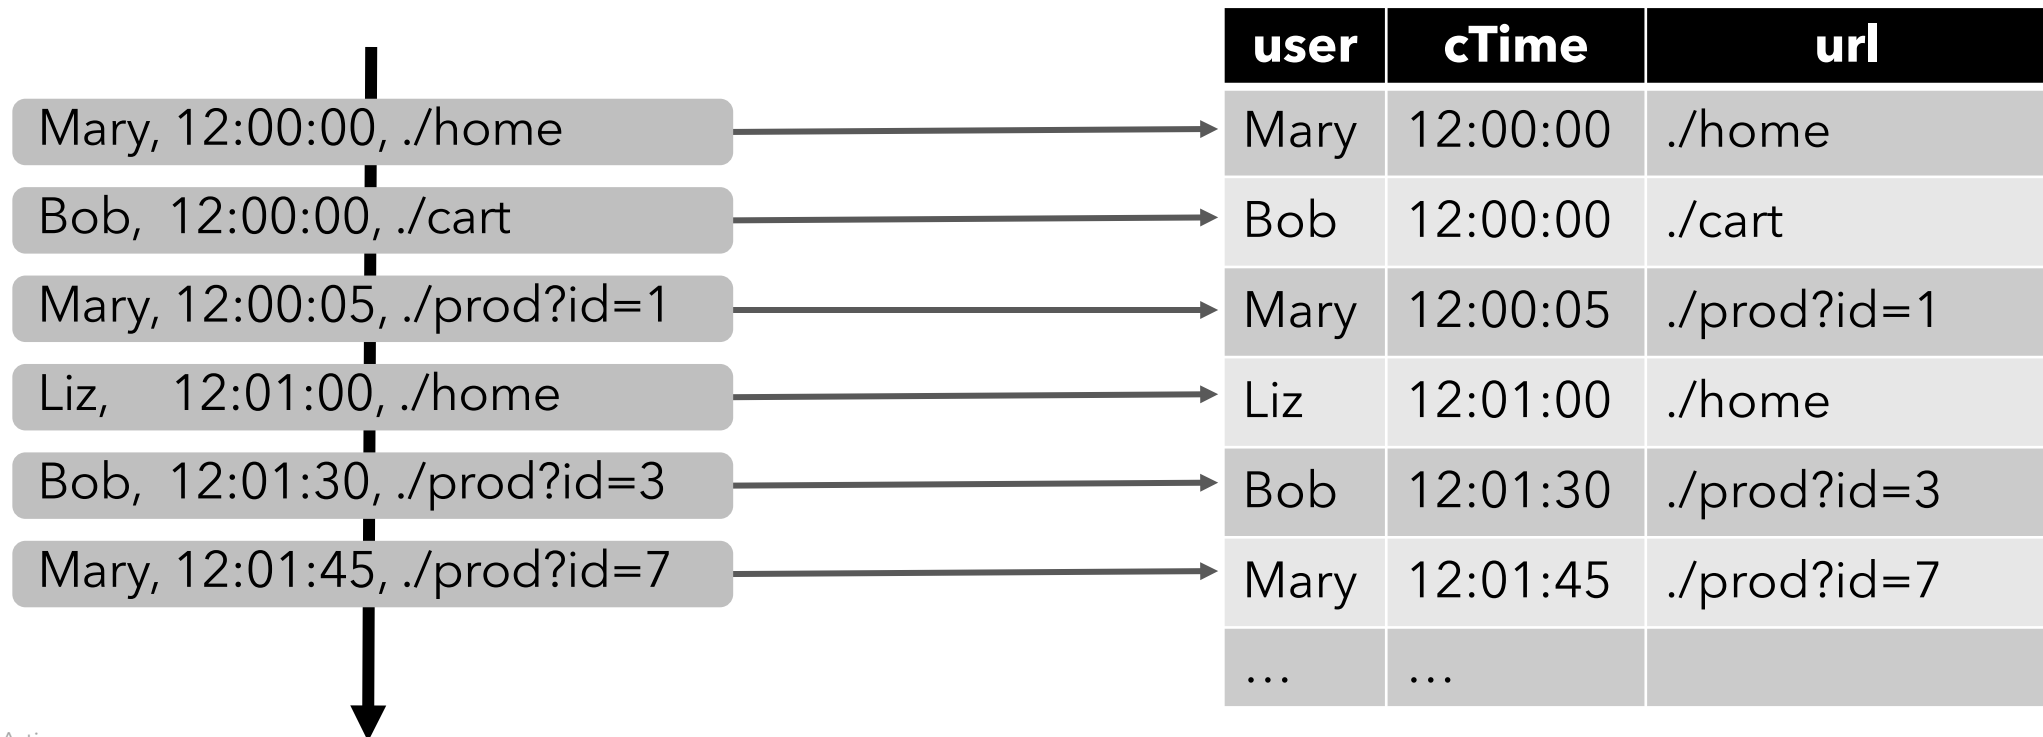 Mary, 12:00:00, ./home
Bob, 12:00:00, ./cart
Mary, 12:00:05, ./prod?id=1
Liz, 12:01:00, ./home
Bob, 12:01:30, ./prod?id=3
Mary, 12:01:45, ./prod?id=7
user cTime url
Mary 12:00:00 ./home
Bob 12:00:00 ./cart
Mary 12:00:05 ./prod?id=1
Liz 12:01:00 ./home
Bob 12:01:30 ./prod?id=3
Mary 12:01:45 ./prod?id=7
… …